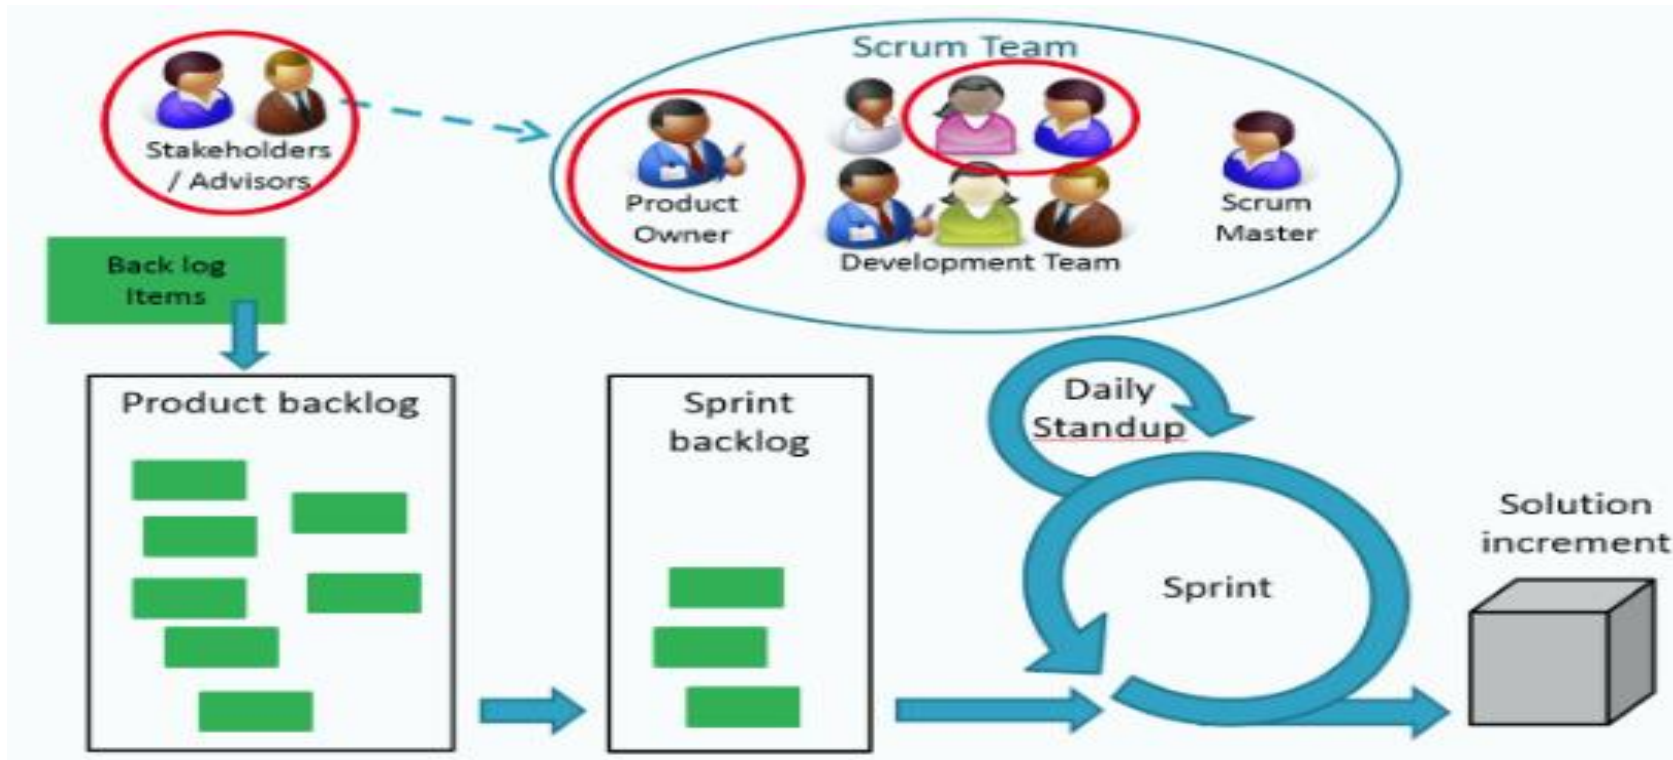 Scrum Team
Stakeholders
/ Advisors
Product
Owner
Development Team
Scrum
Master
Back log
Items
Product backlog
Sprint
backlog
Daily
Standup
Sprint
Solution
increment